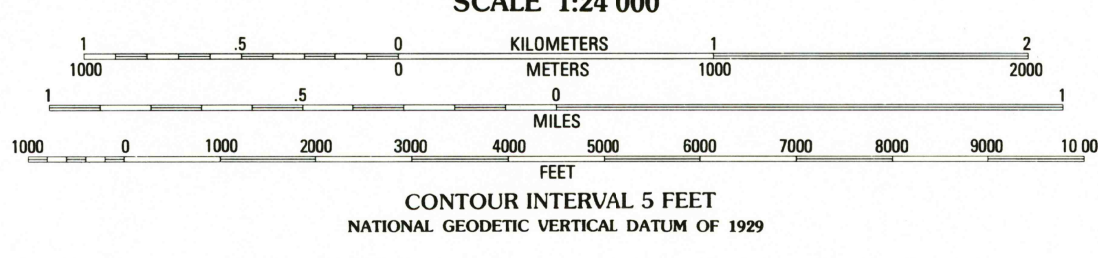 SCALE 1:24 000
1 .5 0 KILOMETERS 1 2
1000 0 METERS 1000 2000
1 .5 0 1
MILES
1000 0 1000 2000 3000 4000 5000 6000 7000 8000 9000 10 00
FEET
CONTOUR INTERVAL 5 FEET
NATIONAL GEODETIC VERTICAL DATUM OF 1929